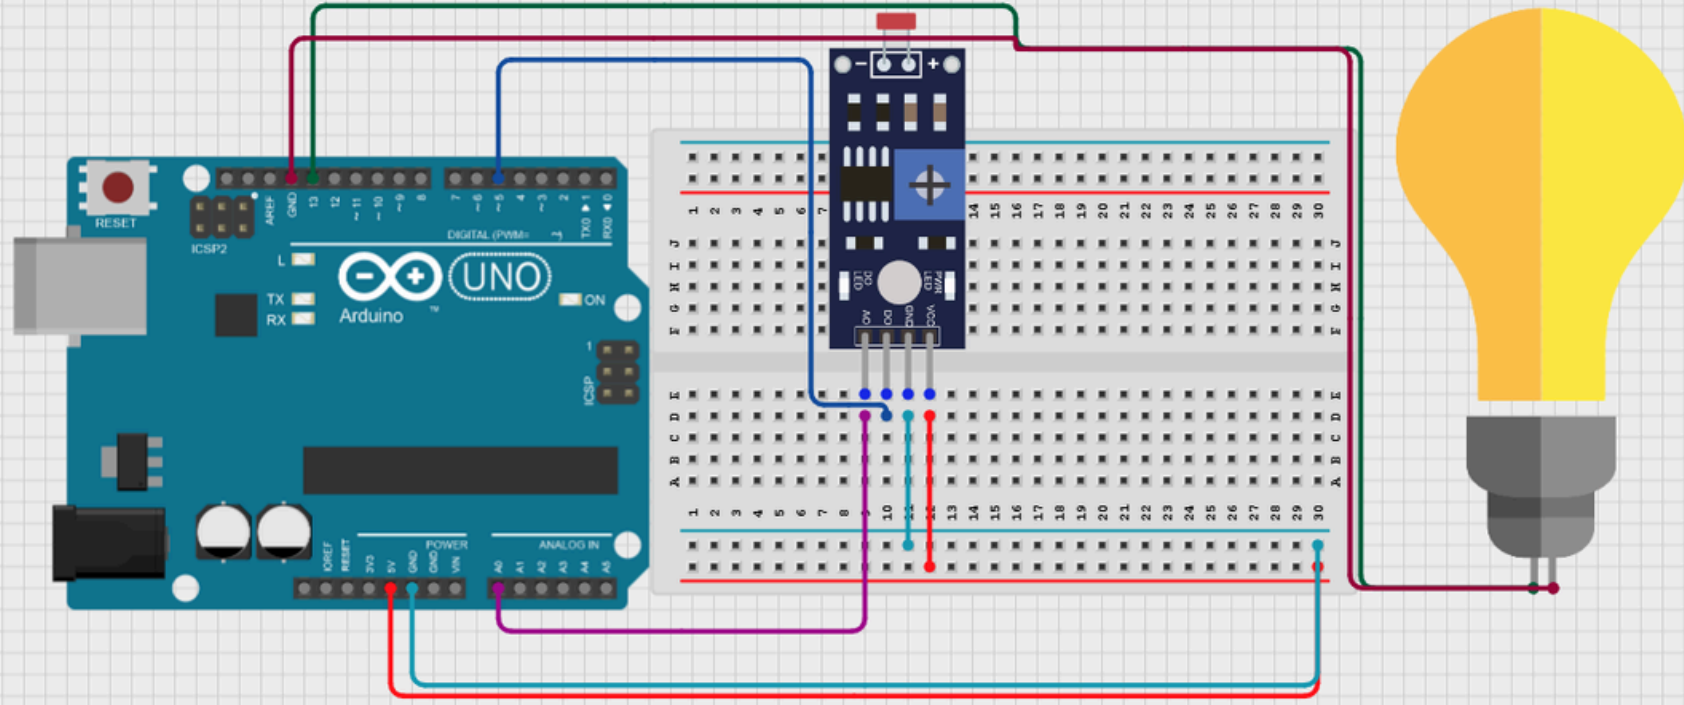 − +
RESET
ICSP2
AREF
GND
13
12
~11
~10
~9
8
7
~6
~5
4
~3
2
TX0 ▶ 1
RX0 ◀ 0
DIGITAL (PWM=
L
TX
RX
UNO
ON
Arduino ™
1
ICSP
IOREF
RESET
3V3
5V
GND
GND
VIN
POWER
ANALOG IN
A0
A1
A2
A3
A4
A5
DO LED
PWR LED
AO
DO
GND
VCC
1 2 3 4 5 6 7 14 15 16 17 18 19 20 21 22 23 24 25 26 27 28 29 30
J J
I I
H H
G G
F F
E E
D D
C C
B B
A A
1 2 3 4 5 6 7 8 9 10 11 12 13 14 15 16 17 18 19 20 21 22 23 24 25 26 27 28 29 30